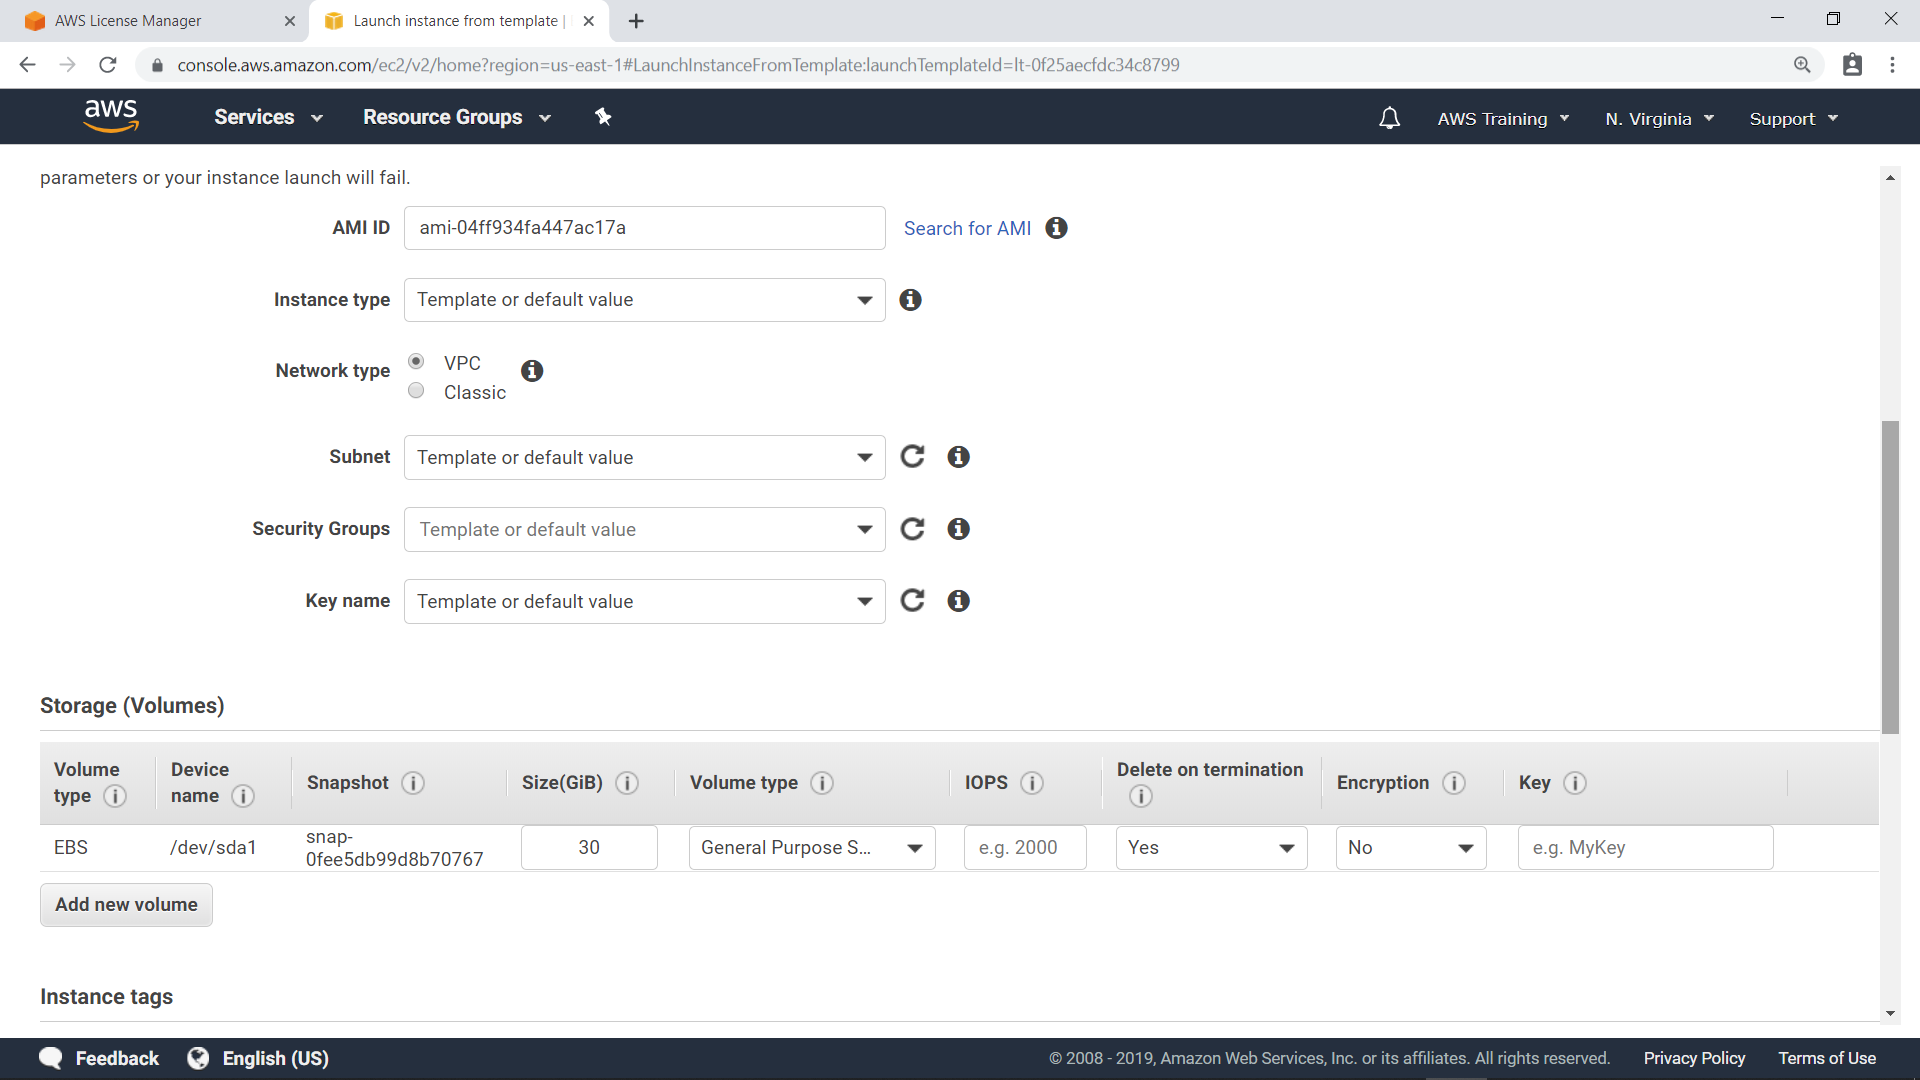 AWS License Manager
Launch instance from template |
console.aws.amazon.com/ec2/v2/home?region=us-east-1#LaunchInstanceFromTemplate:launchTemplateId=lt-0f25aecfdc34c8799
aws Services Resource Groups AWS Training N. Virginia Support
parameters or your instance launch will fail.
AMI ID ami-04ff934fa447ac17a Search for AMI
Instance type Template or default value
Network type VPC
Classic
Subnet Template or default value
Security Groups Template or default value
Key name Template or default value
Storage (Volumes)
Volume type Device name Snapshot Size(GiB) Volume type IOPS Delete on termination Encryption Key
EBS /dev/sda1 snap-0fee5db99d8b70767 30 General Purpose S... e.g. 2000 Yes No e.g. MyKey
Add new volume
Instance tags
Feedback English (US) © 2008 - 2019, Amazon Web Services, Inc. or its affiliates. All rights reserved. Privacy Policy Terms of Use